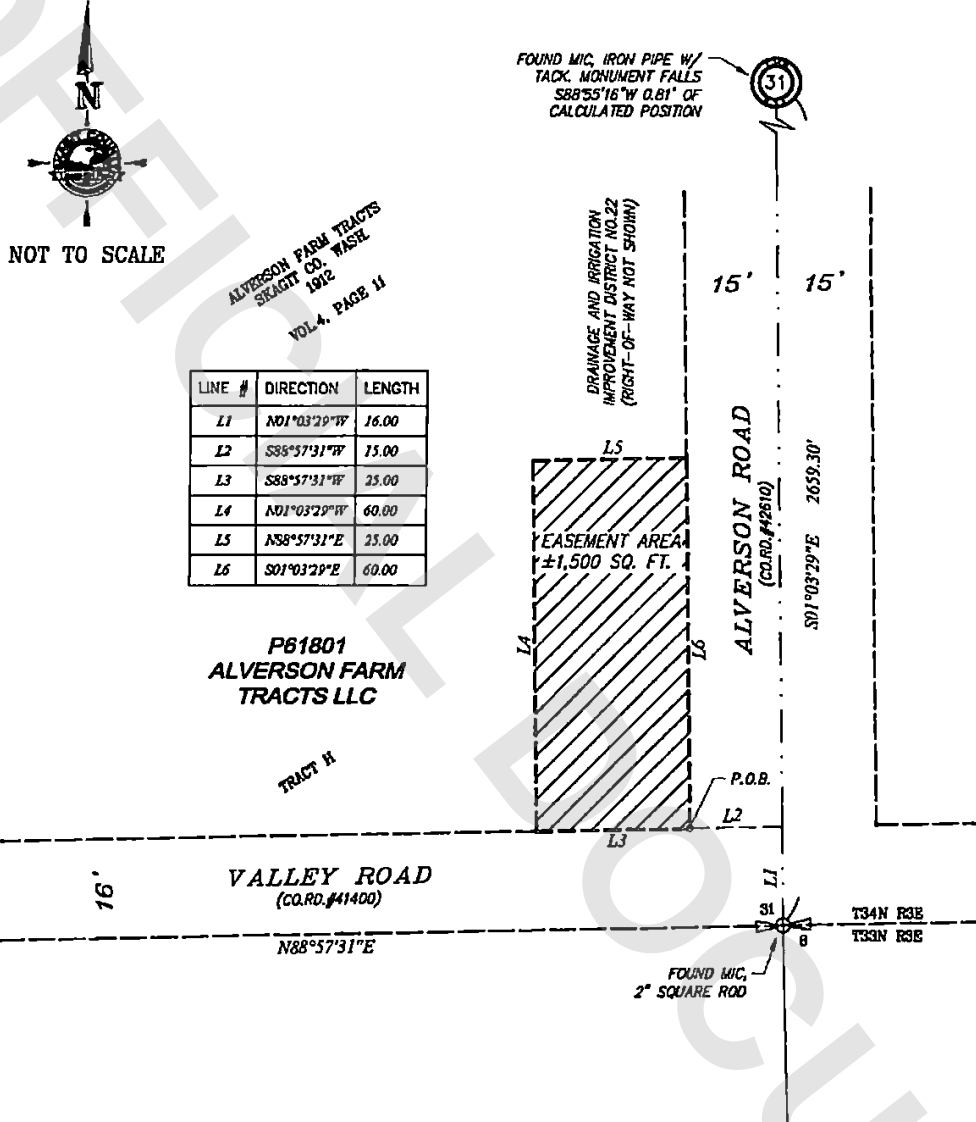 FOUND MIC, IRON PIPE W/
TACK. MONUMENT FALLS
S88°55'16"W 0.81' OF
CALCULATED POSITION
31
N
NOT TO SCALE
ALVERSON FARM TRACTS
SKAGIT CO. WASH.
1912
VOL.4, PAGE 11
DRAINAGE AND IRRIGATION
IMPROVEMENT DISTRICT NO.22
(RIGHT-OF-WAY NOT SHOWN)
15' 15'
LINE # DIRECTION LENGTH
L1 N01°03'29"W 16.00
L2 S88°57'31"W 15.00
L3 S88°57'31"W 25.00
L4 N01°03'29"W 60.00
L5 N88°57'31"E 25.00
L6 S01°03'29"E 60.00
L5
EASEMENT AREA
±1,500 SQ. FT.
L4
L6
ALVERSON ROAD
(CO.RD.#42610)
S01°03'29"E 2659.30'
P61801
ALVERSON FARM
TRACTS LLC
TRACT H
P.O.B.
L2
L3
16'
VALLEY ROAD
(CO.RD.#41400)
N88°57'31"E
L1
31
6
T34N R3E
T33N R3E
FOUND MIC,
2" SQUARE ROD
OFFICIAL DOCU